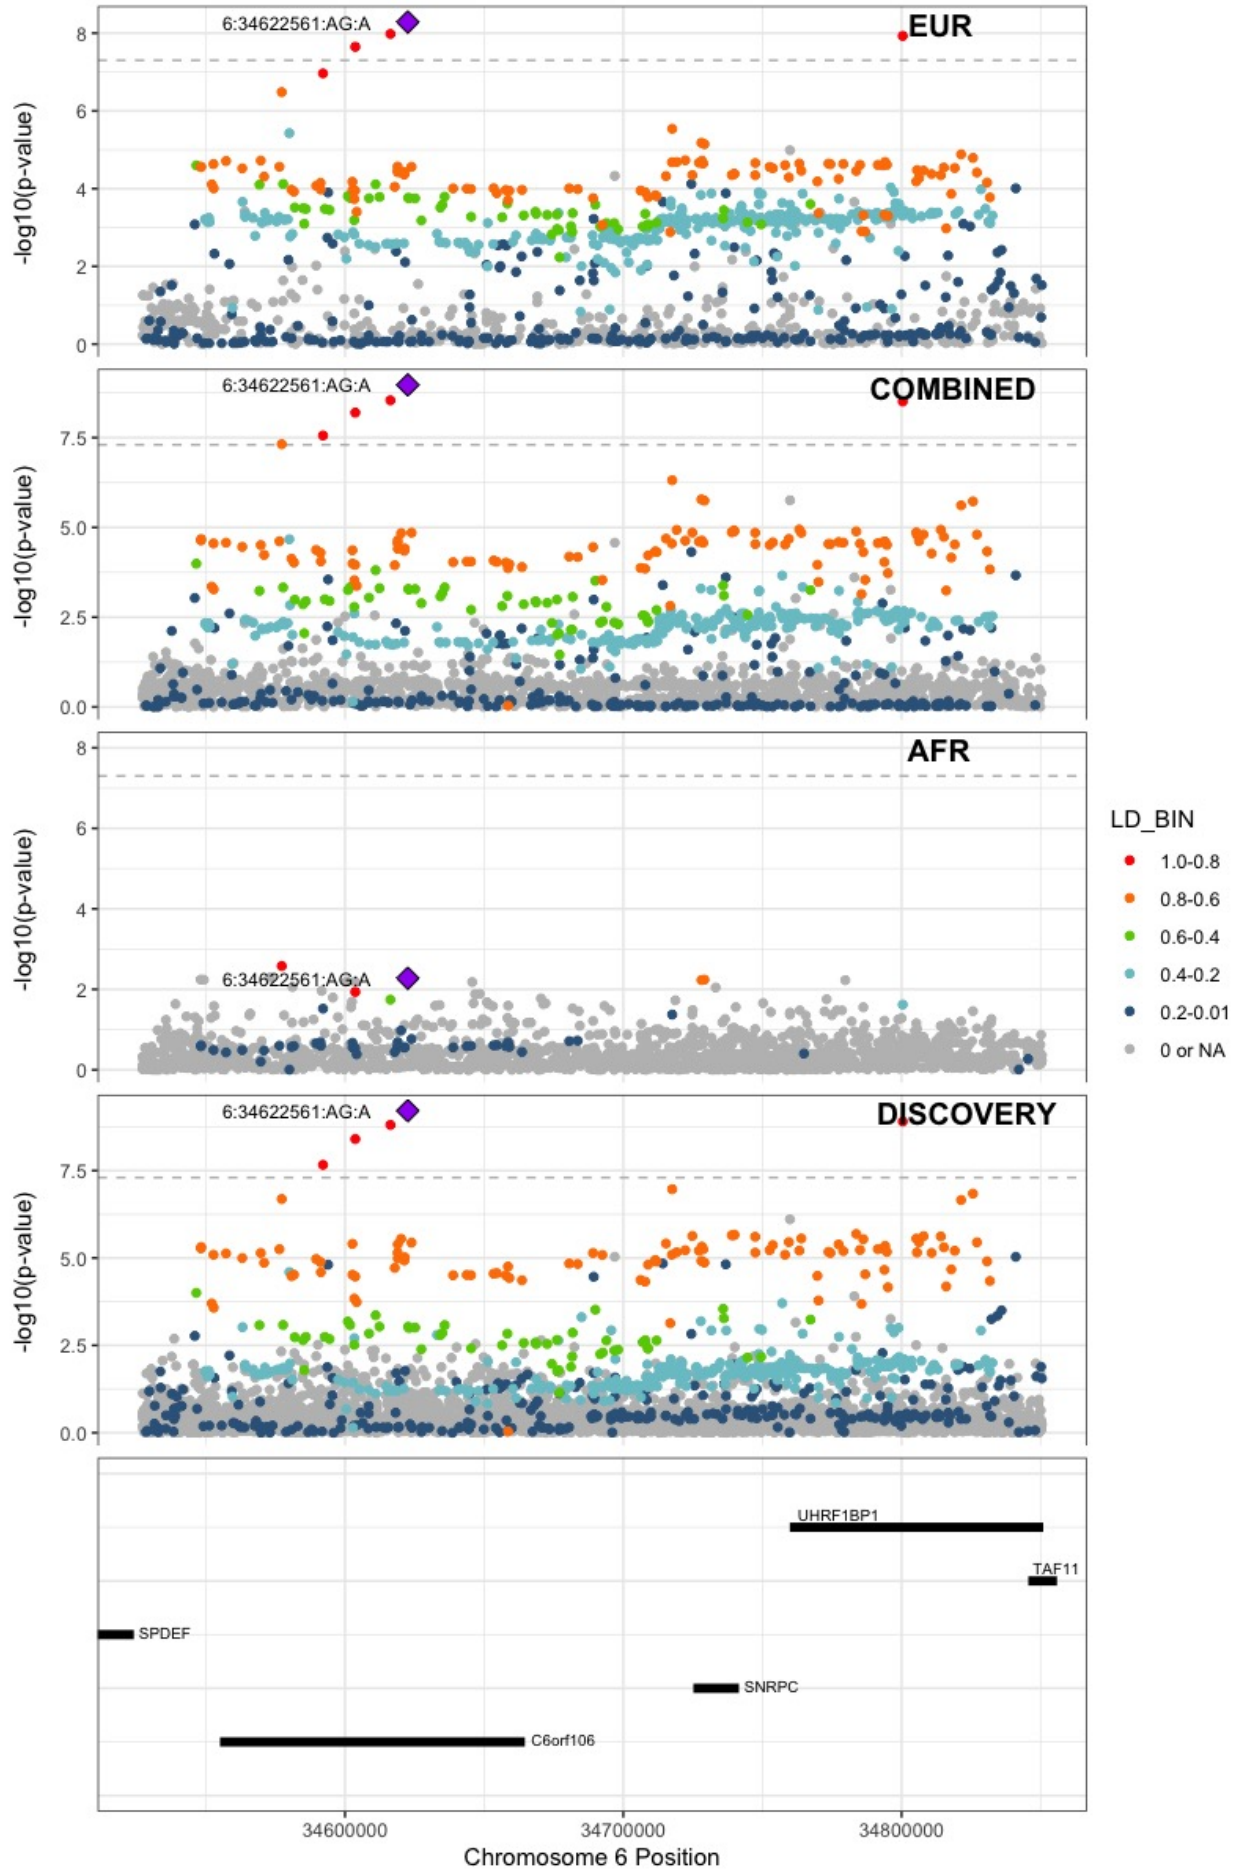 6:34622561:AG:A
EUR
8
6
4
2
0
-log10(p-value)
6:34622561:AG:A
COMBINED
7.5
5.0
2.5
0.0
-log10(p-value)
AFR
8
6
4
2
0
-log10(p-value)
6:34622561:AG:A
LD_BIN
1.0-0.8
0.8-0.6
0.6-0.4
0.4-0.2
0.2-0.01
0 or NA
6:34622561:AG:A
DISCOVERY
7.5
5.0
2.5
0.0
-log10(p-value)
UHRF1BP1
TAF11
SPDEF
SNRPC
C6orf106
34600000 34700000 34800000
Chromosome 6 Position